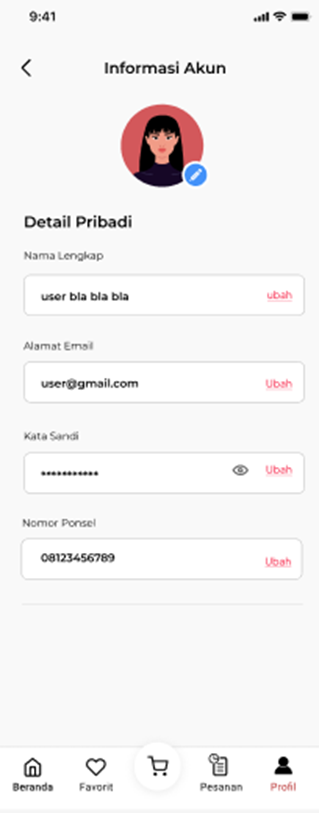 9:41
Informasi Akun
Detail Pribadi
Nama Lengkap
user bla bla bla
ubah
Alamat Email
user@gmail.com
Ubah
Kata Sandi
•••••••••••
Ubah
Nomor Ponsel
08123456789
Ubah
Beranda
Favorit
Pesanan
Profil